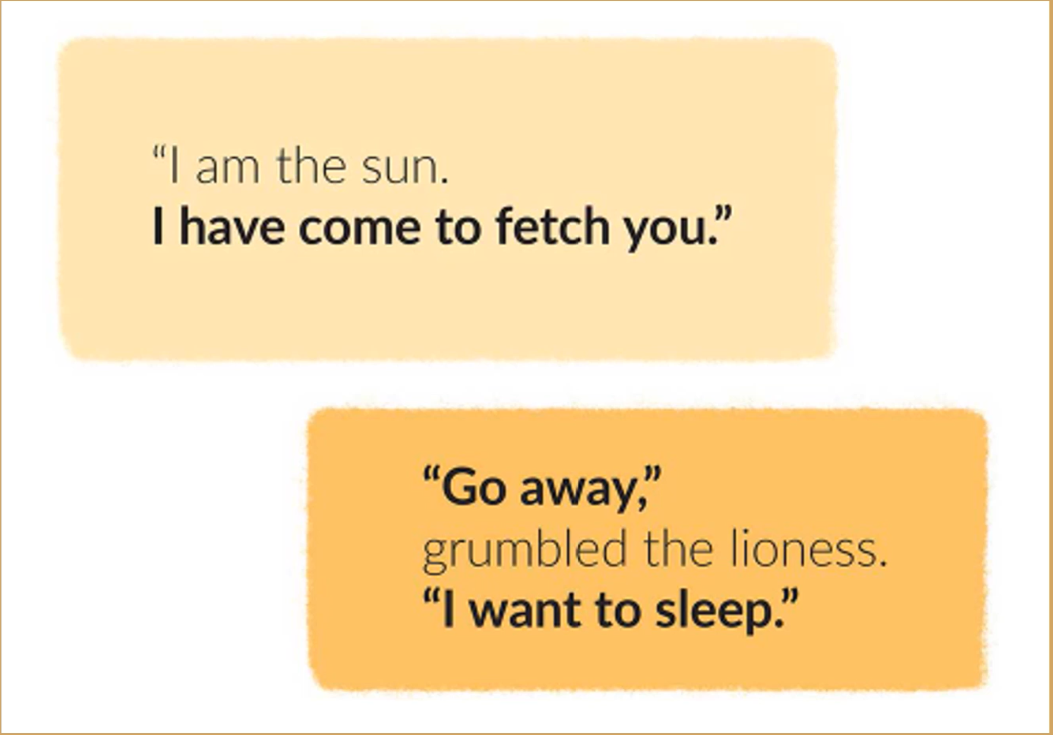 “I am the sun.
I have come to fetch you.”
“Go away,”
grumbled the lioness.
“I want to sleep.”